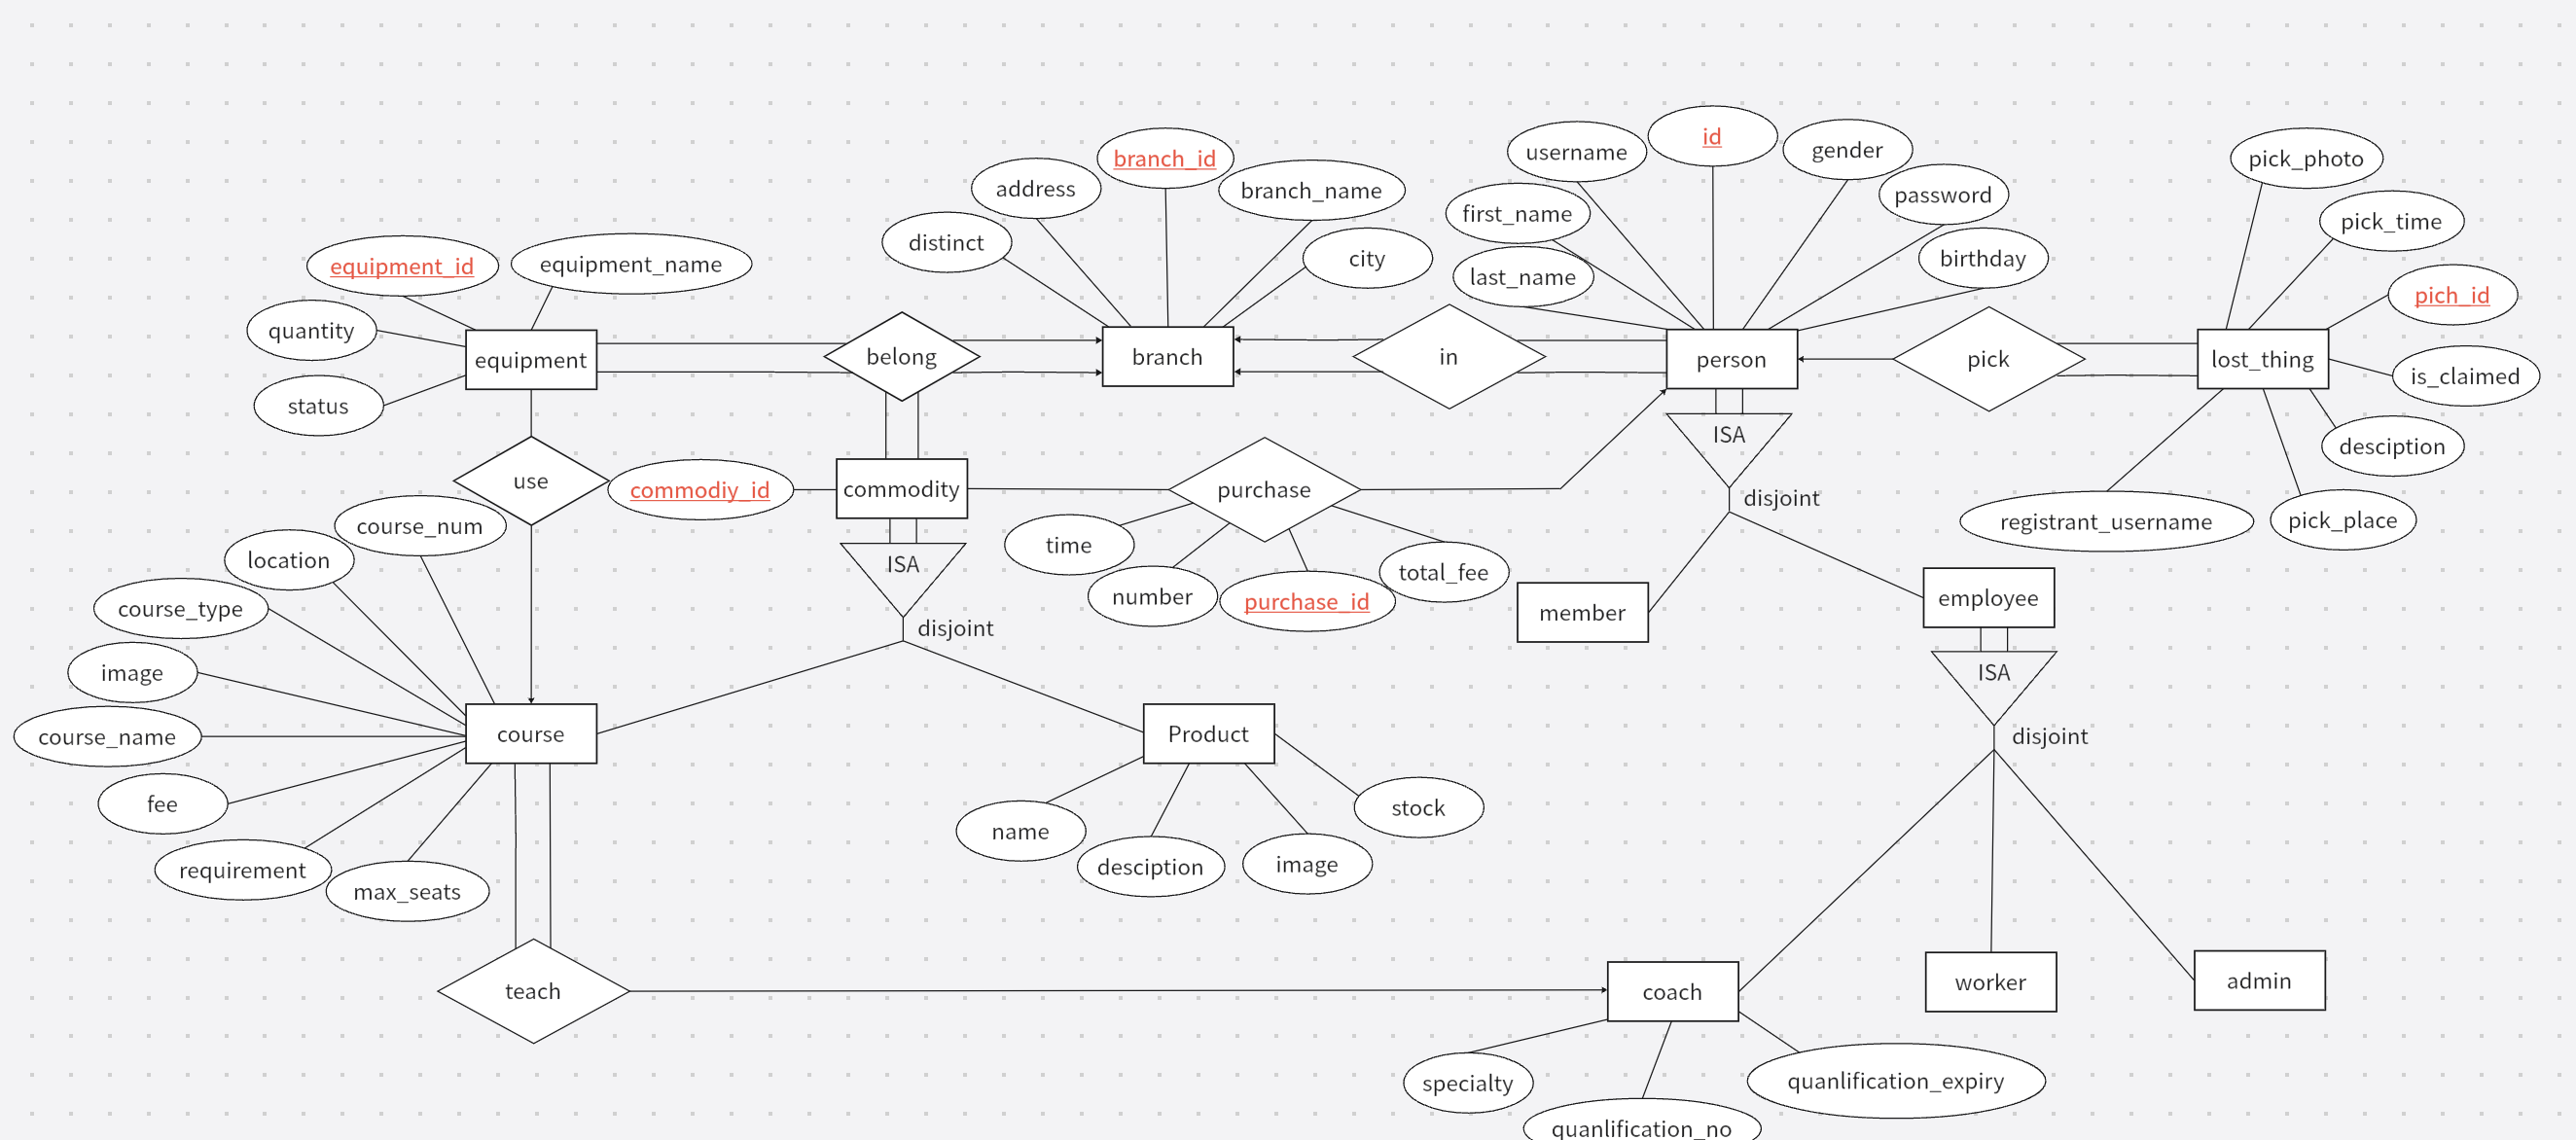 username
id
gender
pick_photo
branch_id
address
branch_name
password
first_name
pick_time
distinct
city
birthday
equipment_id
equipment_name
last_name
pich_id
quantity
equipment
belong
branch
in
person
pick
lost_thing
is_claimed
status
ISA
desciption
use
commodiy_id
commodity
purchase
disjoint
course_num
registrant_username
pick_place
location
time
ISA
total_fee
course_type
number
purchase_id
member
employee
disjoint
image
ISA
course_name
course
Product
disjoint
fee
stock
name
requirement
desciption
image
max_seats
teach
coach
worker
admin
specialty
quanlification_expiry
quanlification_no